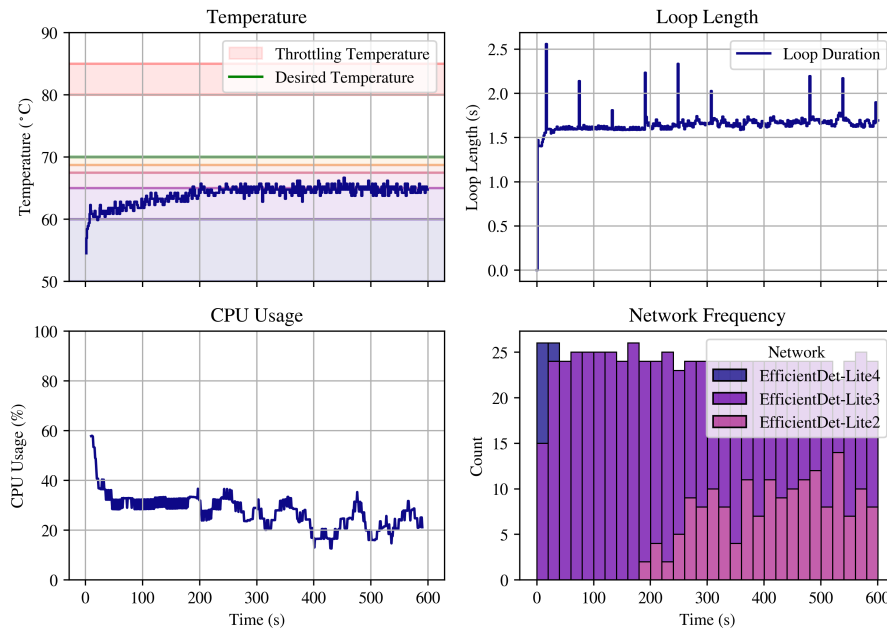 Temperature
Temperature (°C)
90
80
70
60
50
Throttling Temperature
Desired Temperature
Loop Length
Loop Length (s)
2.5
2.0
1.5
1.0
0.5
0.0
Loop Duration
CPU Usage
CPU Usage (%)
100
80
60
40
20
0
0 100 200 300 400 500 600
Time (s)
Network Frequency
Count
25
20
15
10
5
0
Network
EfficientDet-Lite4
EfficientDet-Lite3
EfficientDet-Lite2
0 100 200 300 400 500 600
Time (s)